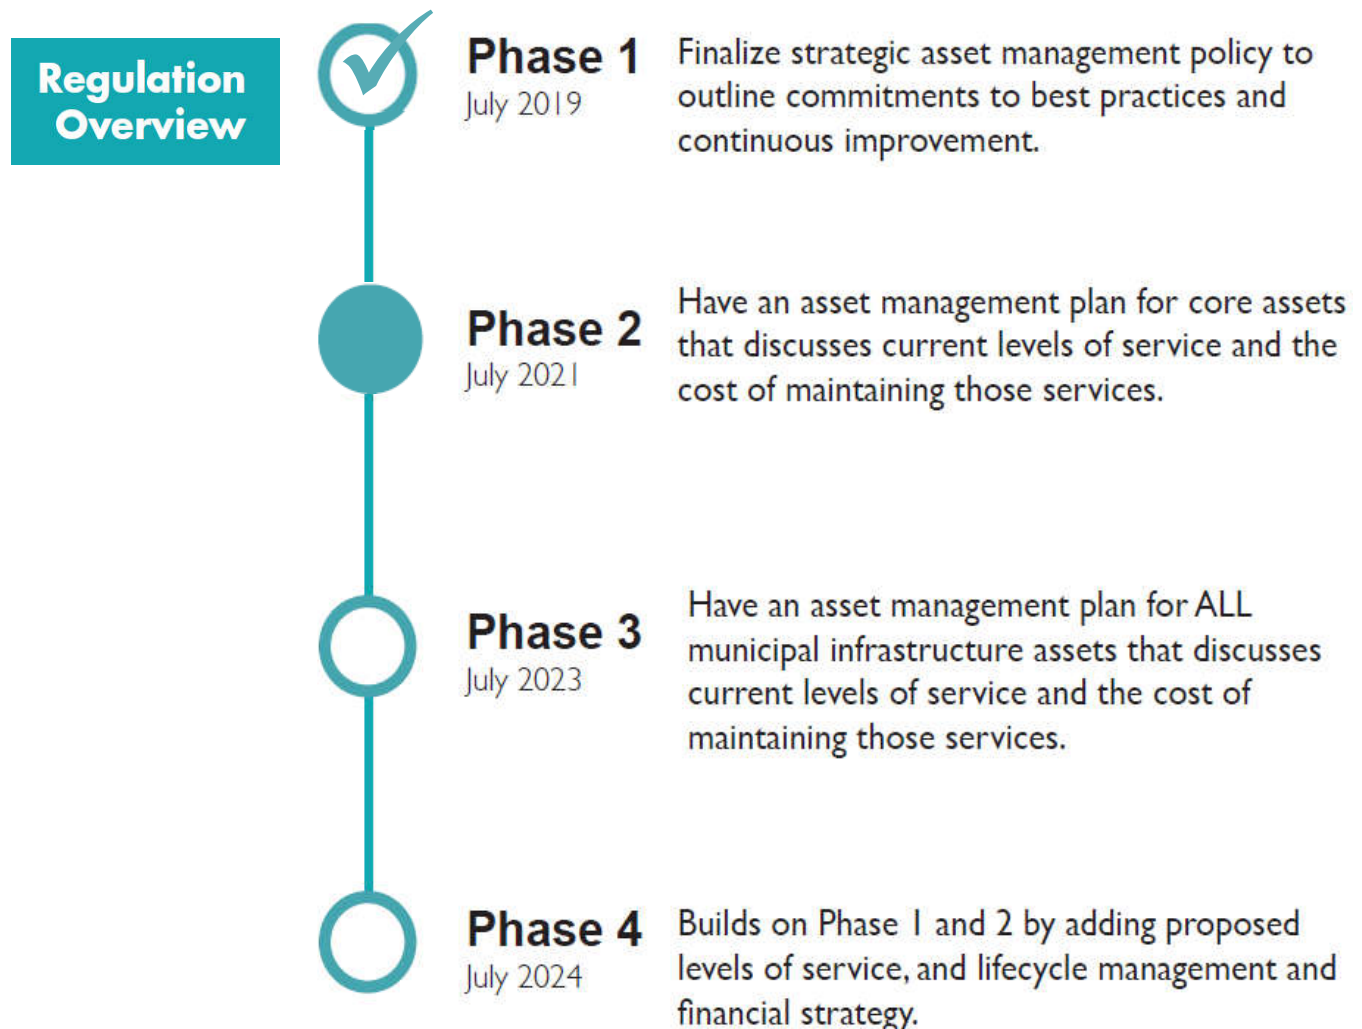 Regulation
Overview
Phase 1
July 2019
Finalize strategic asset management policy to
outline commitments to best practices and
continuous improvement.
Phase 2
July 2021
Have an asset management plan for core assets
that discusses current levels of service and the
cost of maintaining those services.
Phase 3
July 2023
Have an asset management plan for ALL
municipal infrastructure assets that discusses
current levels of service and the cost of
maintaining those services.
Phase 4
July 2024
Builds on Phase 1 and 2 by adding proposed
levels of service, and lifecycle management and
financial strategy.